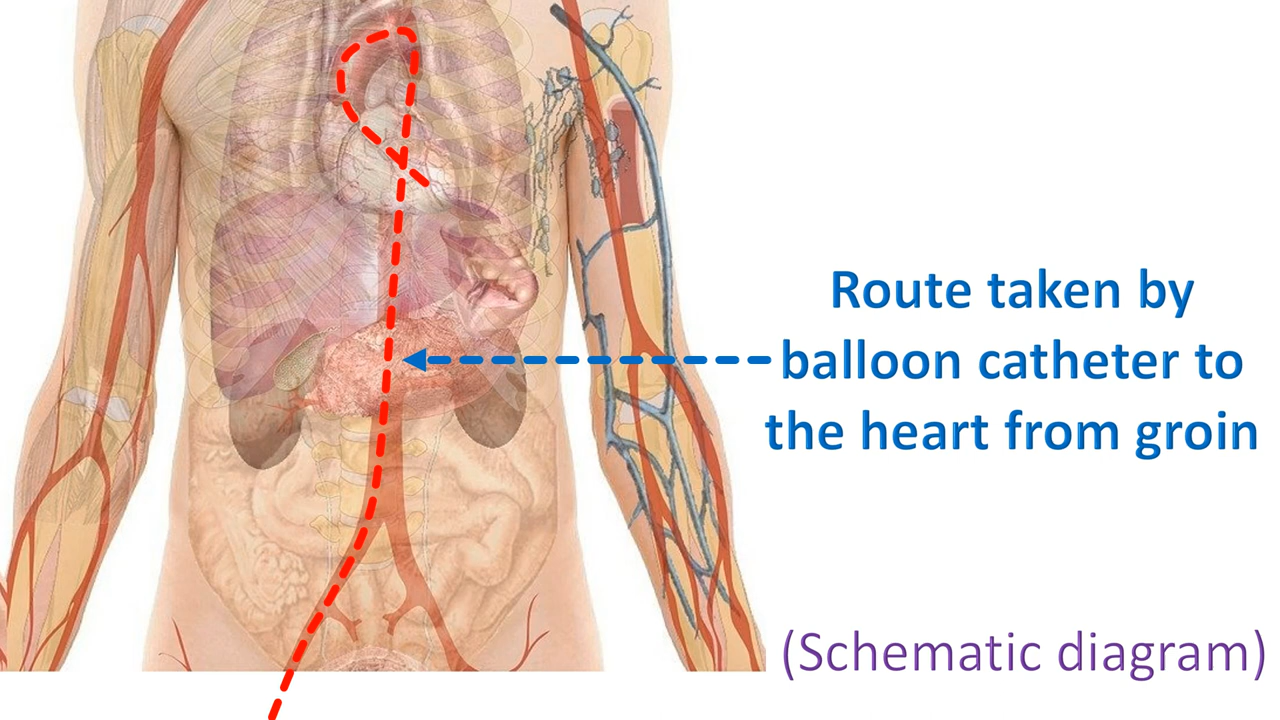 Route taken by
balloon catheter to
the heart from groin
(Schematic diagram)